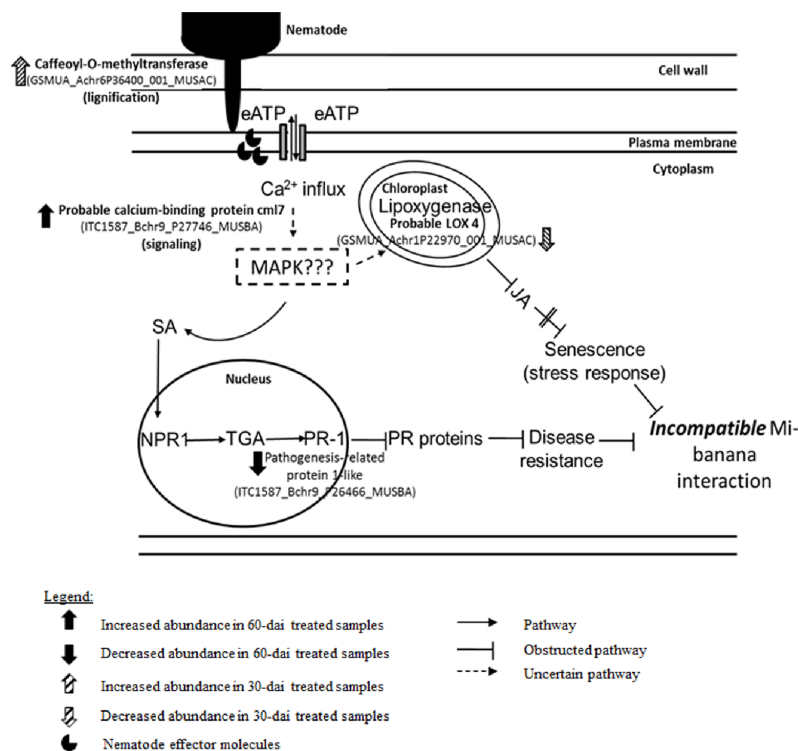 Nematode
Caffeoyl-O-methyltransferase
(GSMUA_Achr6P36400_001_MUSAC)
(lignification)
Cell wall
eATP eATP
Plasma membrane
Cytoplasm
Ca2+ influx
Chloroplast
Lipoxygenase
Probable LOX 4
(GSMUA_Achr1P22970_001_MUSAC)
Probable calcium-binding protein cml7
(ITC1587_Bchr9_P27746_MUSBA)
(signaling)
MAPK???
JA
SA
Senescence
(stress response)
Nucleus
NPR1 TGA PR-1 PR proteins Disease
resistance
Incompatible Mi-
banana
interaction
Pathogenesis-related
protein 1-like
(ITC1587_Bchr9_P26466_MUSBA)
Legend:
Increased abundance in 60-dai treated samples
Decreased abundance in 60-dai treated samples
Increased abundance in 30-dai treated samples
Decreased abundance in 30-dai treated samples
Nematode effector molecules
Pathway
Obstructed pathway
Uncertain pathway